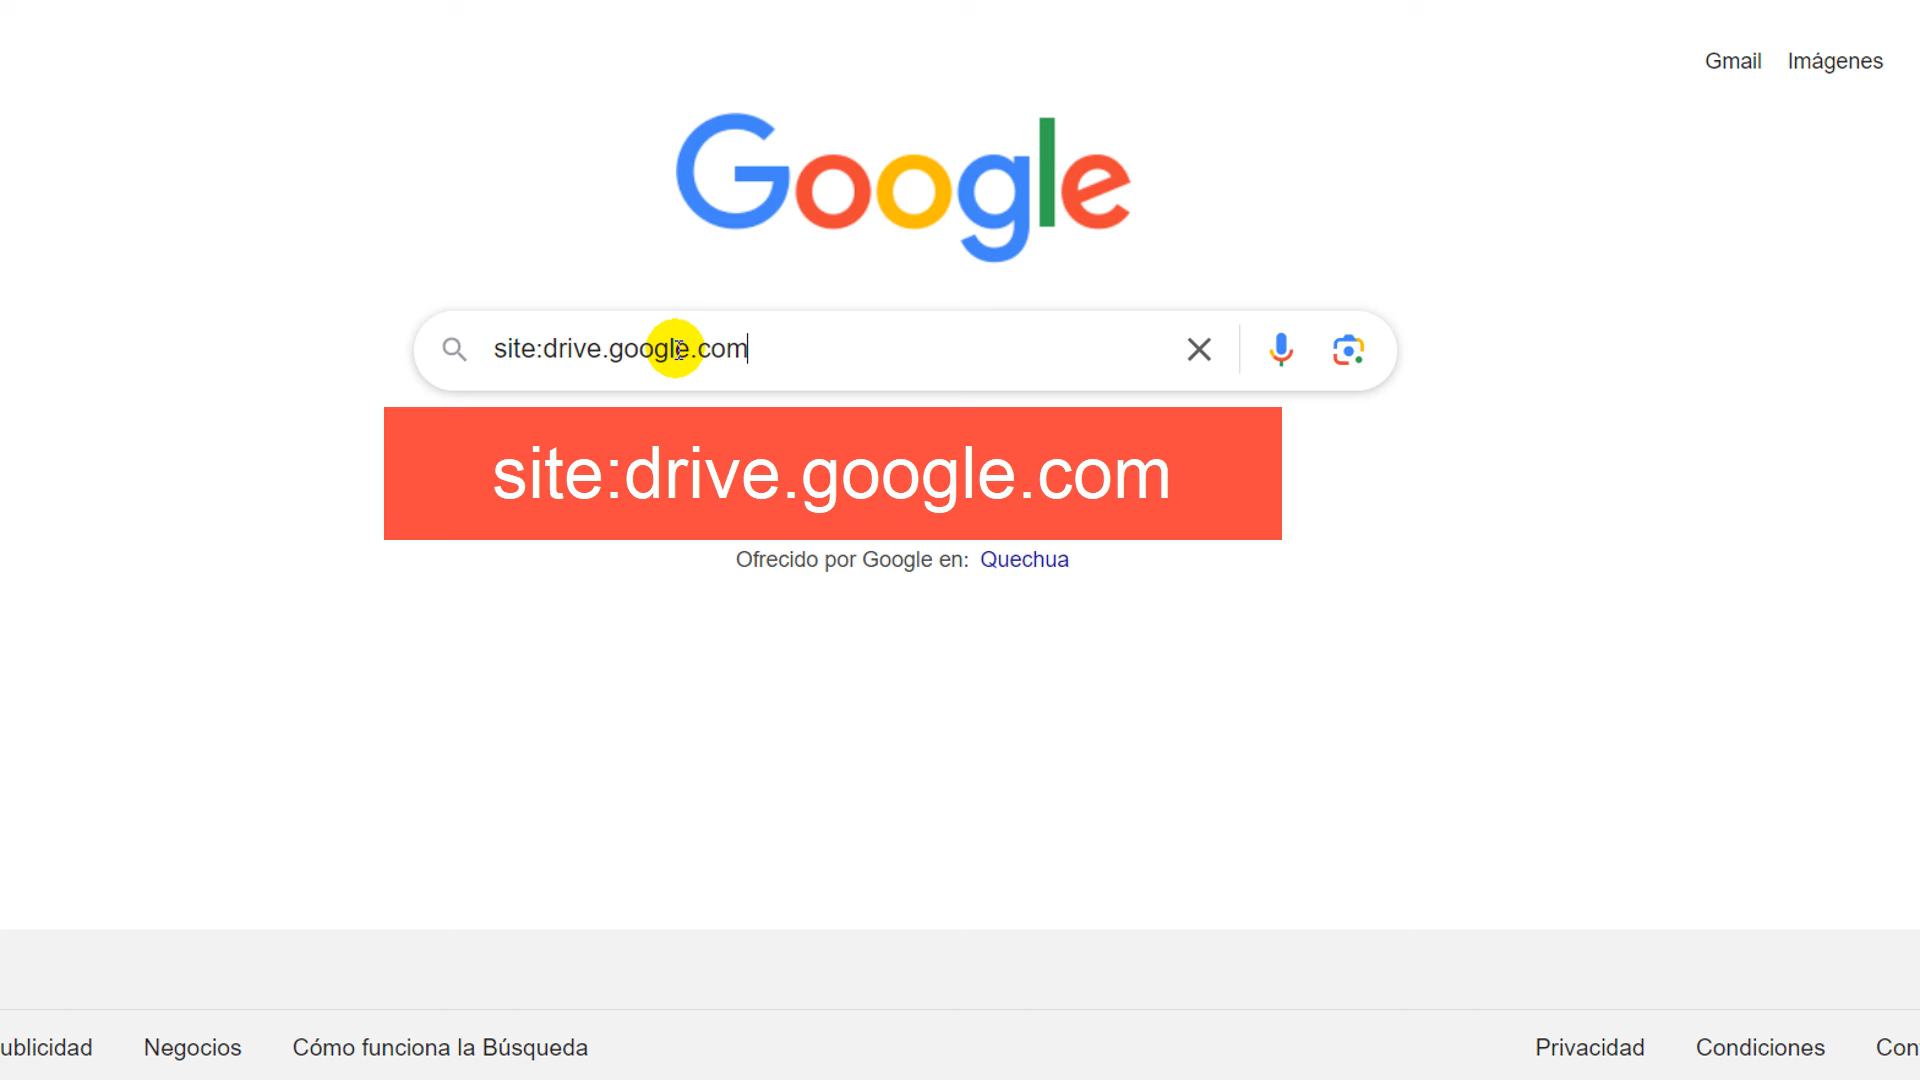 Gmail Imágenes
Google
site:drive.google.com
site:drive.google.com
Ofrecido por Google en: Quechua
ublicidad Negocios Cómo funciona la Búsqueda Privacidad Condiciones Con